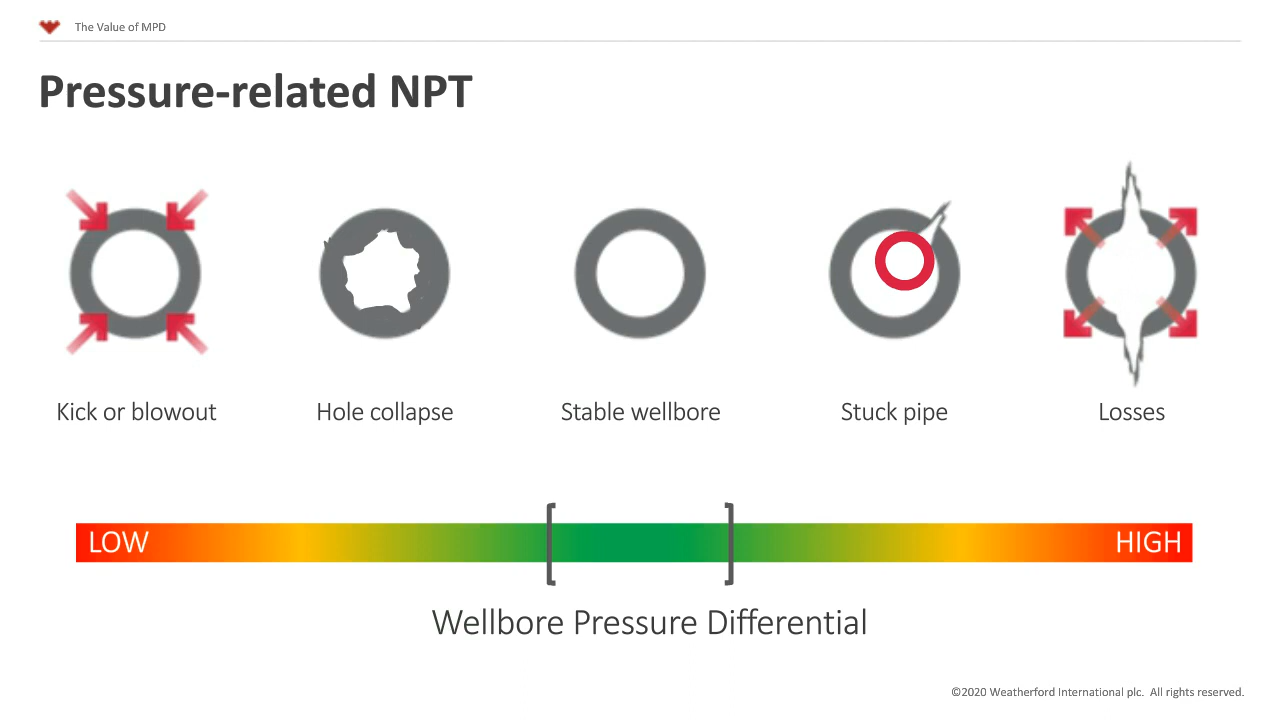 The Value of MPD
Pressure-related NPT
Kick or blowout
Hole collapse
Stable wellbore
Stuck pipe
Losses
LOW
HIGH
Wellbore Pressure Differential
©2020 Weatherford International plc. All rights reserved.